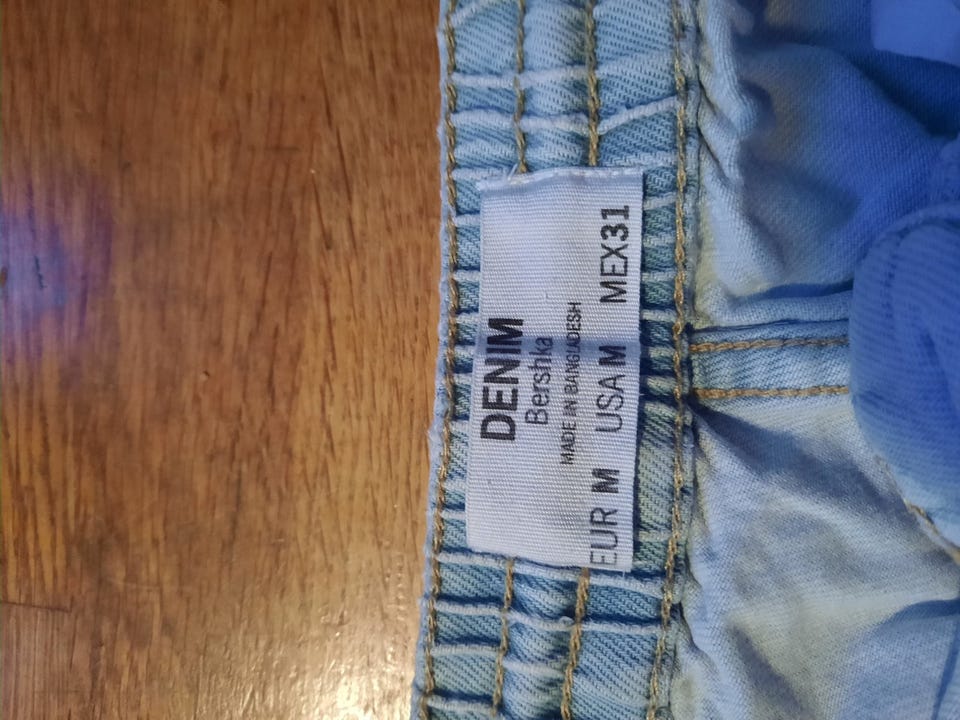 DENIM
Bershka
MADE IN BANGLADESH
EUR M USA M MEX31